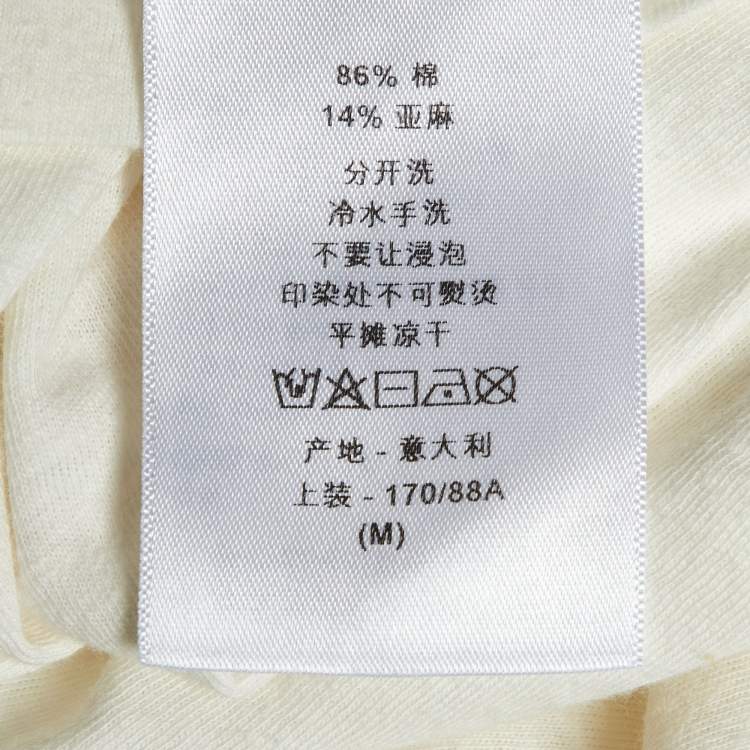 86% 棉
14% 亚麻
分开洗
冷水手洗
不要让浸泡
印染处不可熨烫
平摊凉干
产地 - 意大利
上装 - 170/88A
(M)